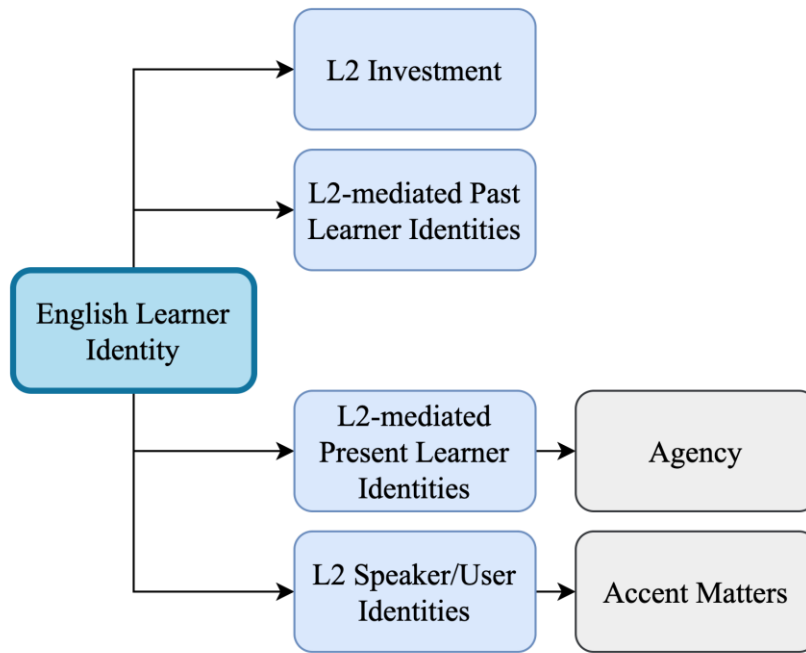 L2 Investment
L2-mediated Past
Learner Identities
English Learner
Identity
L2-mediated
Present Learner
Identities
Agency
L2 Speaker/User
Identities
Accent Matters